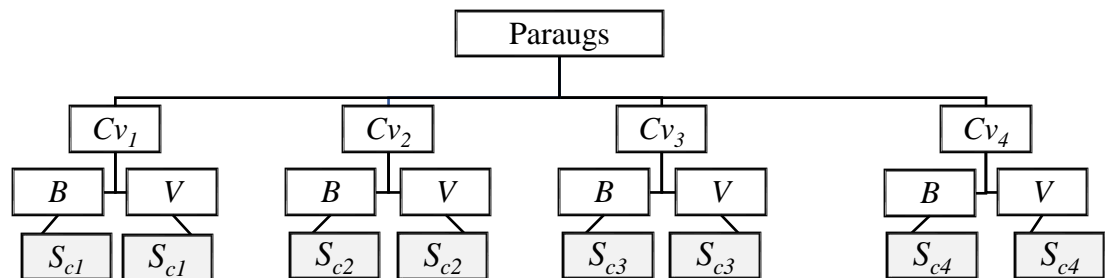 Paraugs
Cv1 Cv2 Cv3 Cv4
B V B V B V B V
Sc1 Sc1 Sc2 Sc2 Sc3 Sc3 Sc4 Sc4